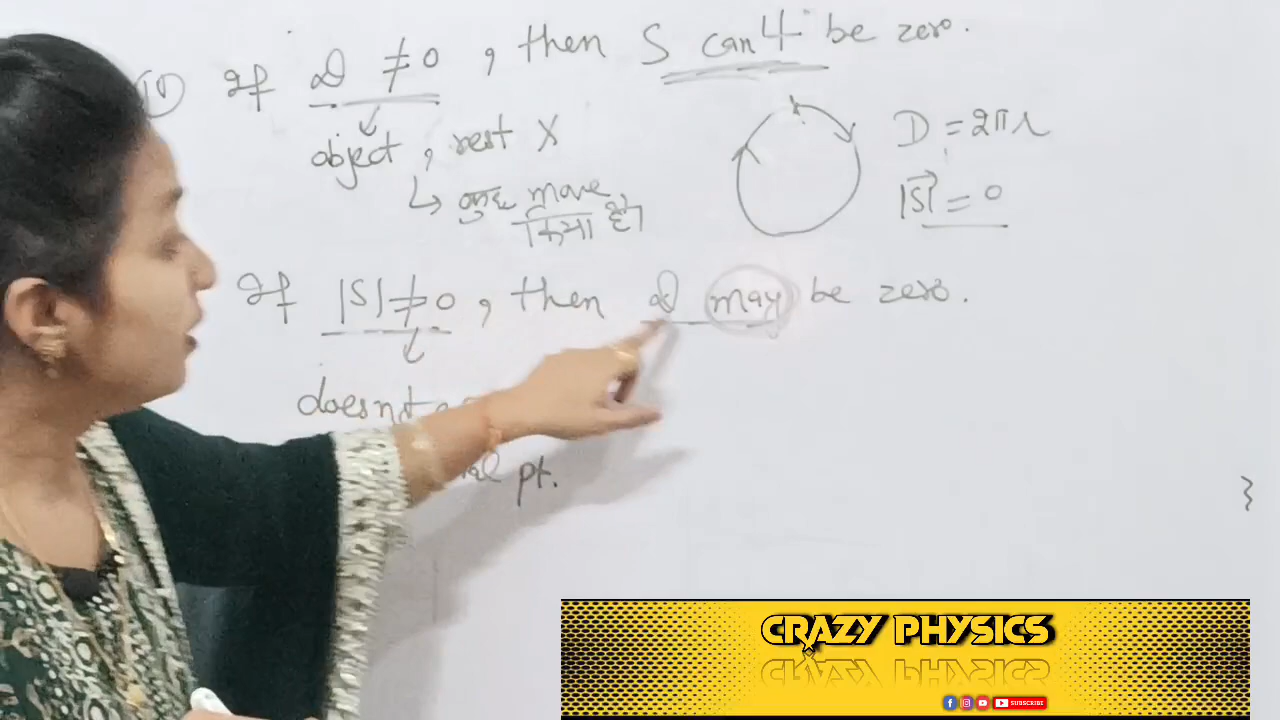 If D ≠ 0 , then S can't be zero.
object , rest X
↳ कुछ move
किया है।
D = 2πr
|S⃗| = 0
If |S| ≠ 0 , then D may be zero.
doesn't
pt.
}
CRAZY PHYSICS
SUBSCRIBE